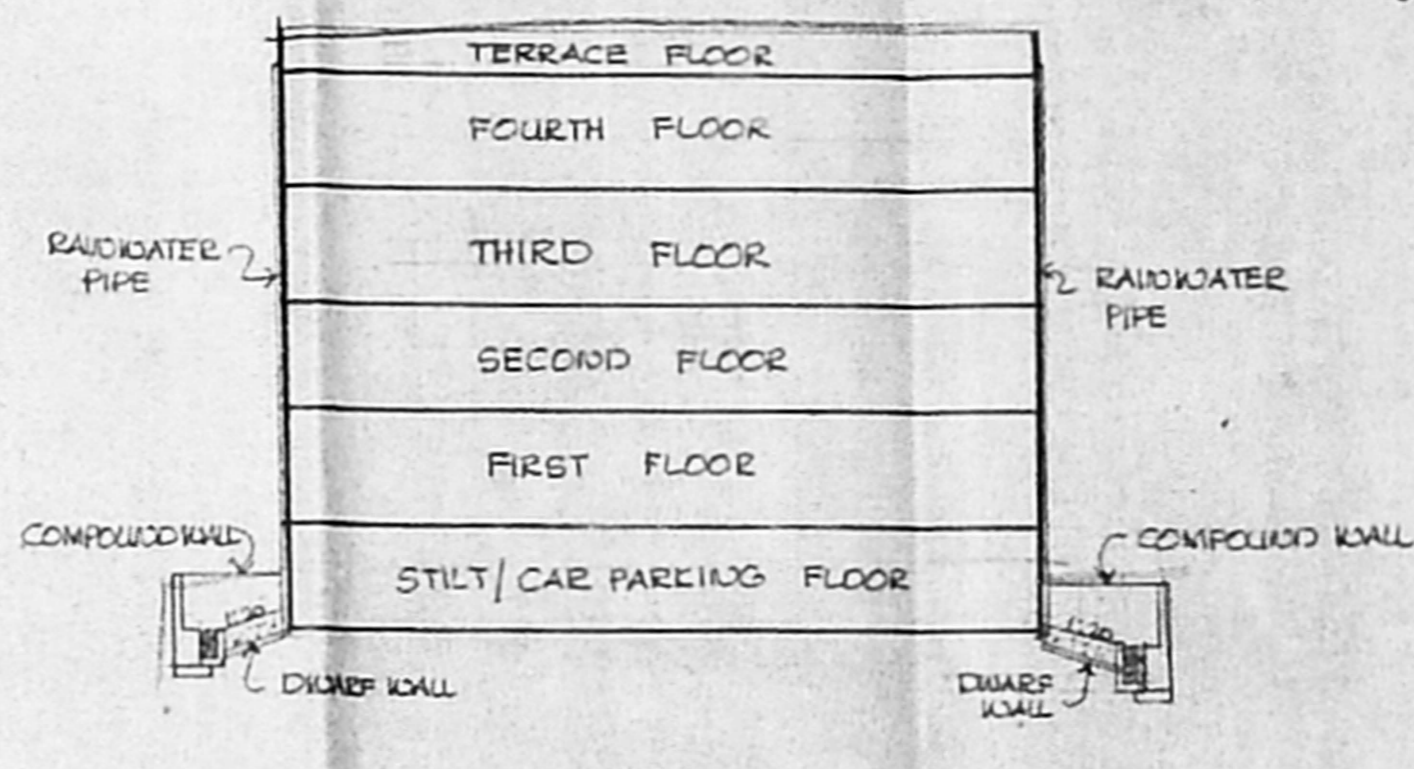 TERRACE FLOOR
FOURTH FLOOR
RAINWATER
PIPE
THIRD FLOOR
RAINWATER
PIPE
SECOND FLOOR
FIRST FLOOR
COMPOUND WALL
COMPOUND WALL
STILT/CAR PARKING FLOOR
1:20
1:20
DWARF WALL
DWARF
WALL